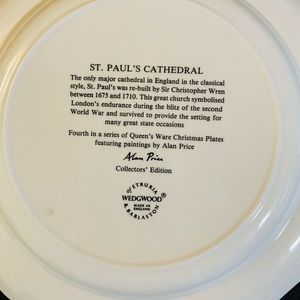 ST. PAUL'S CATHEDRAL
The only major cathedral in England in the classical
style, St. Paul's was re-built by Sir Christopher Wren
between 1675 and 1710. This great church symbolised
London's endurance during the blitz of the second
World War and survived to provide the setting for
many great state occasions
Fourth in a series of Queen's Ware Christmas Plates
featuring paintings by Alan Price
Alan Price
Collectors' Edition
of ETRURIA
WEDGWOOD®
MADE IN
ENGLAND
& BARLASTON